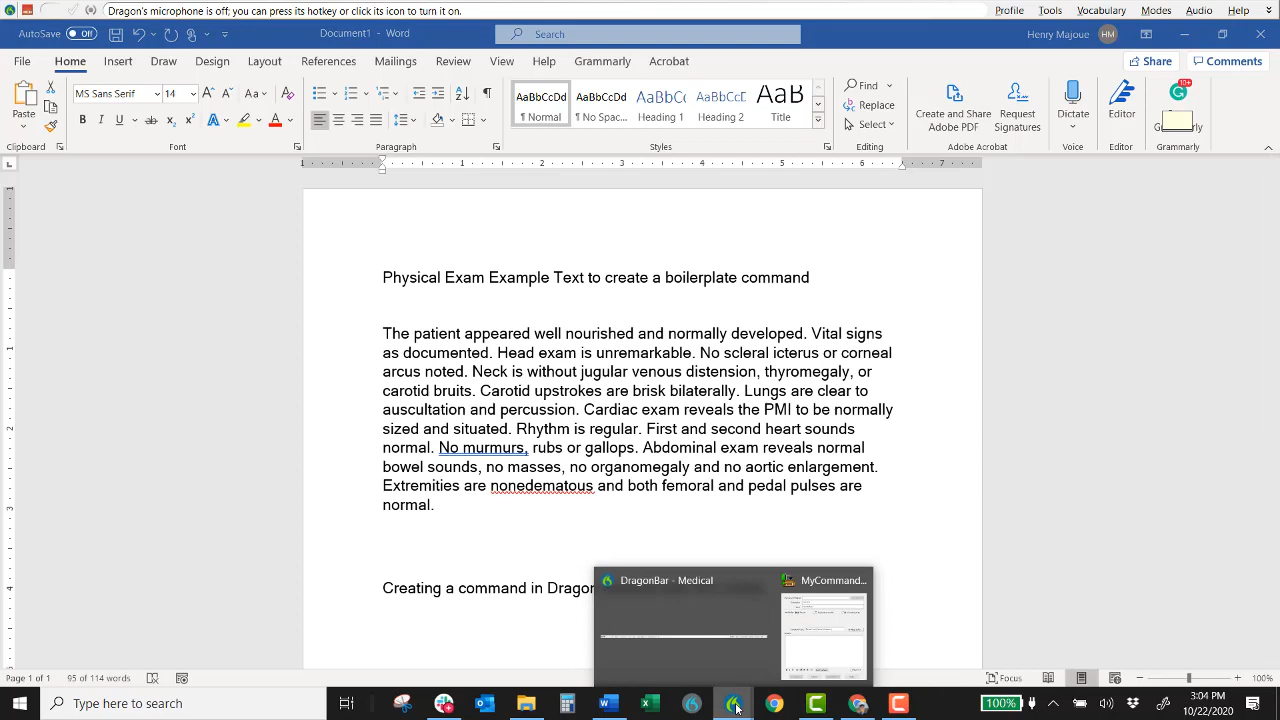 Dragon's microphone is off; you can press its hotkey or click its icon to turn it on.
Profile Tools Vocabulary Modes Audio Help
AutoSave Off
Document1 - Word
Search
Henry Majoue HM
File Home Insert Draw Design Layout References Mailings Review View Help Grammarly Acrobat
Share Comments
Paste
Clipboard
MS Sans Serif 14
Font
Paragraph
AaBbCcDd AaBbCcDd AaBbCc AaBbCcD AaB
¶ Normal ¶ No Spac... Heading 1 Heading 2 Title
Styles
Find
Replace
Select
Editing
Create and Share Adobe PDF
Request Signatures
Adobe Acrobat
Dictate
Voice
Editor
Editor
10+
Grammarly
1 1 2 3 4 5 6 7
Physical Exam Example Text to create a boilerplate command
The patient appeared well nourished and normally developed. Vital signs
as documented. Head exam is unremarkable. No scleral icterus or corneal
arcus noted. Neck is without jugular venous distension, thyromegaly, or
carotid bruits. Carotid upstrokes are brisk bilaterally. Lungs are clear to
auscultation and percussion. Cardiac exam reveals the PMI to be normally
sized and situated. Rhythm is regular. First and second heart sounds
normal. No murmurs, rubs or gallops. Abdominal exam reveals normal
bowel sounds, no masses, no organomegaly and no aortic enlargement.
Extremities are nonedematous and both femoral and pedal pulses are
normal.
Creating a command in Dragon
DragonBar - Medical
MyCommand...
Page 1 of 1
Focus
100%
Type here to search
100%
3:04 PM
10/22/2020